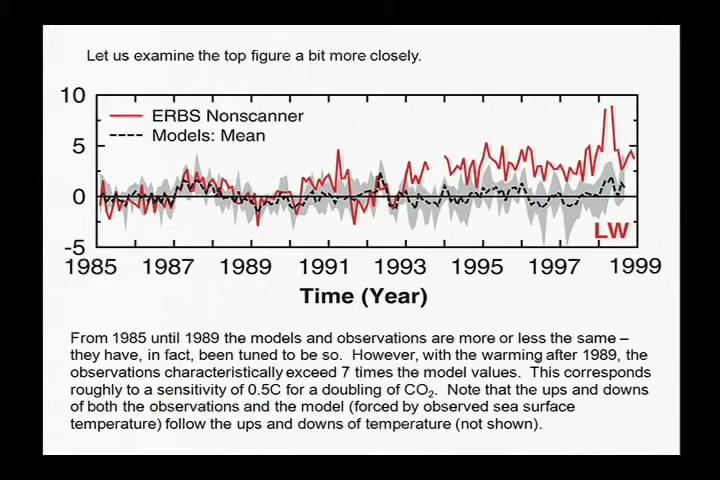 Let us examine the top figure a bit more closely.
10
ERBS Nonscanner
Models: Mean
5
0
-5
LW
1985 1987 1989 1991 1993 1995 1997 1999
Time (Year)
From 1985 until 1989 the models and observations are more or less the same –
they have, in fact, been tuned to be so. However, with the warming after 1989, the
observations characteristically exceed 7 times the model values. This corresponds
roughly to a sensitivity of 0.5C for a doubling of CO₂. Note that the ups and downs
of both the observations and the model (forced by observed sea surface
temperature) follow the ups and downs of temperature (not shown).